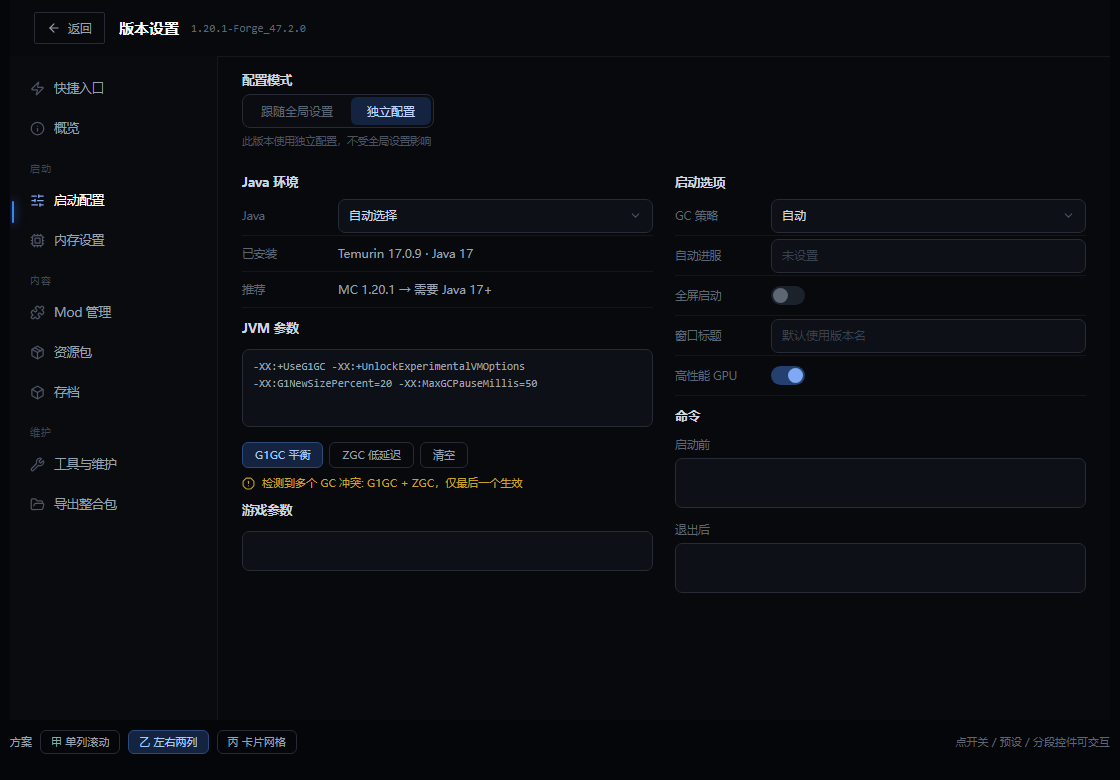 返回 版本设置 1.20.1-Forge_47.2.0
快捷入口
概览
启动
启动配置
内存设置
内容
Mod 管理
资源包
存档
维护
工具与维护
导出整合包
配置模式
跟随全局设置 独立配置
此版本使用独立配置，不受全局设置影响
Java 环境
Java 自动选择
已安装 Temurin 17.0.9 · Java 17
推荐 MC 1.20.1 → 需要 Java 17+
JVM 参数
-XX:+UseG1GC -XX:+UnlockExperimentalVMOptions
-XX:G1NewSizePercent=20 -XX:MaxGCPauseMillis=50
G1GC 平衡 ZGC 低延迟 清空
检测到多个 GC 冲突: G1GC + ZGC，仅最后一个生效
游戏参数
启动选项
GC 策略 自动
自动进服 未设置
全屏启动
窗口标题 默认使用版本名
高性能 GPU
命令
启动前
退出后
方案 甲 单列滚动 乙 左右两列 丙 卡片网格
点开关 / 预设 / 分段控件可交互